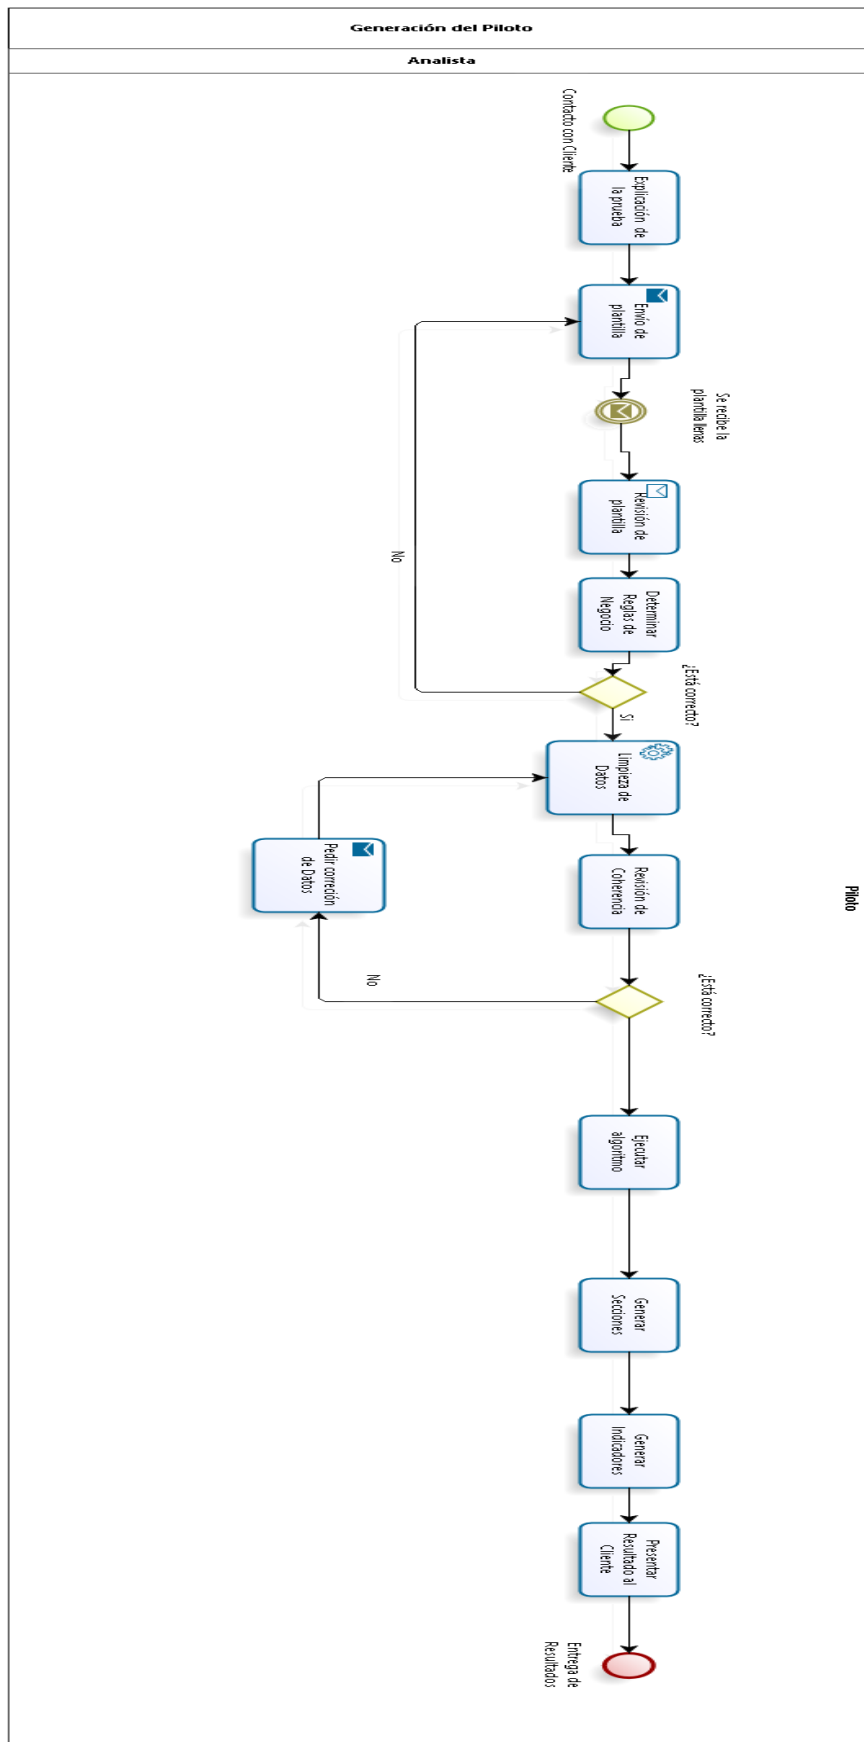 Generación del Piloto
Analista
Contacto con Cliente
Explicación de
la prueba
Envío de
plantilla
Se recibe la
plantilla llenas
Revisión de
plantilla
Determinar
Reglas de
Negocio
¿Está correcto?
No
Si
Limpieza de
Datos
Pedir correción
de Datos
Revisión de
Coherencia
Piloto
¿Está correcto?
No
Ejecutar
algoritmo
Generar
Secciones
Generar
Indicadores
Presentar
Resultado al
Cliente
Entrega de
Resultados